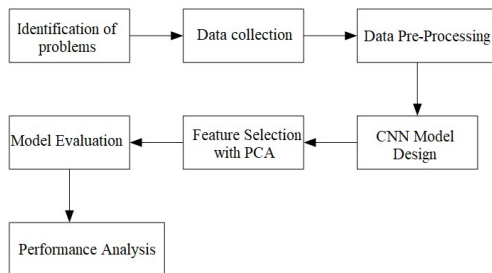 Identification of
problems
Data collection
Data Pre-Processing
CNN Model
Design
Feature Selection
with PCA
Model Evaluation
Performance Analysis